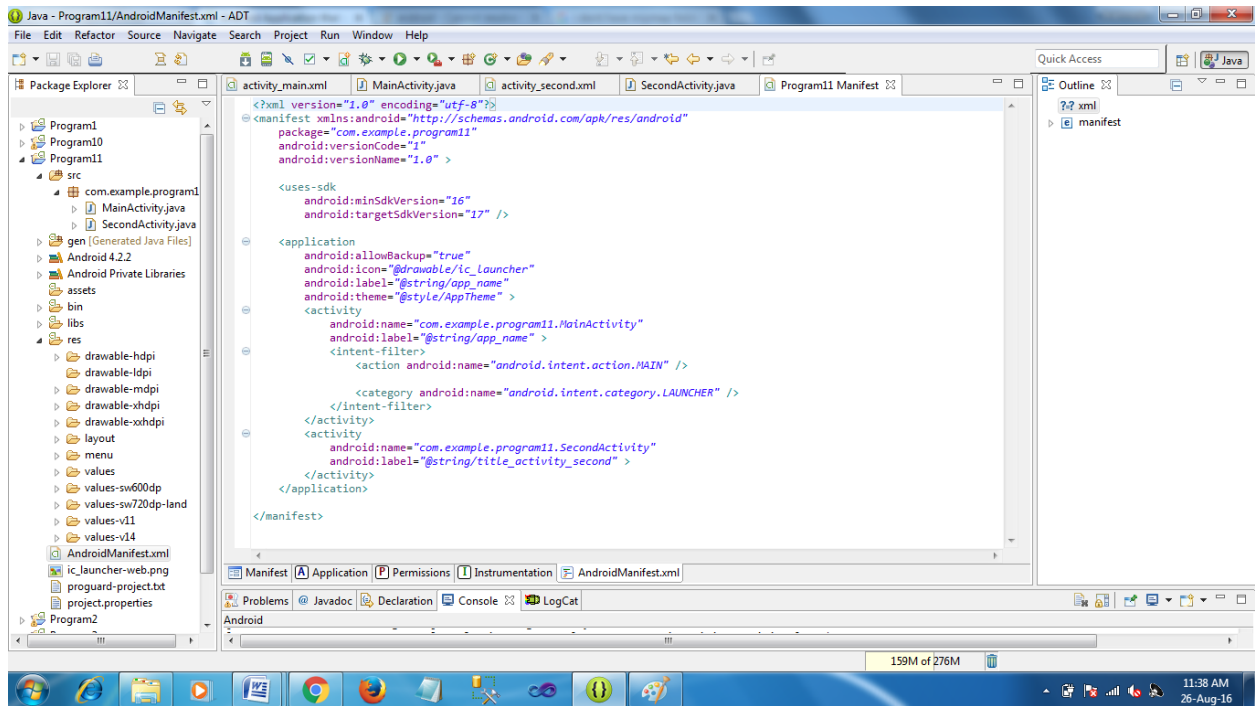 Java - Program11/AndroidManifest.xml - ADT
File Edit Refactor Source Navigate Search Project Run Window Help
Quick Access
Java
Package Explorer
activity_main.xml
MainActivity.java
activity_second.xml
SecondActivity.java
Program11 Manifest
Outline
Program1
Program10
Program11
src
com.example.program1
MainActivity.java
SecondActivity.java
gen [Generated Java Files]
Android 4.2.2
Android Private Libraries
assets
bin
libs
res
drawable-hdpi
drawable-ldpi
drawable-mdpi
drawable-xhdpi
drawable-xxhdpi
layout
menu
values
values-sw600dp
values-sw720dp-land
values-v11
values-v14
AndroidManifest.xml
ic_launcher-web.png
proguard-project.txt
project.properties
Program2
<?xml version="1.0" encoding="utf-8"?>
<manifest xmlns:android="http://schemas.android.com/apk/res/android"
package="com.example.program11"
android:versionCode="1"
android:versionName="1.0" >
<uses-sdk
android:minSdkVersion="16"
android:targetSdkVersion="17" />
<application
android:allowBackup="true"
android:icon="@drawable/ic_launcher"
android:label="@string/app_name"
android:theme="@style/AppTheme" >
<activity
android:name="com.example.program11.MainActivity"
android:label="@string/app_name" >
<intent-filter>
<action android:name="android.intent.action.MAIN" />
<category android:name="android.intent.category.LAUNCHER" />
</intent-filter>
</activity>
<activity
android:name="com.example.program11.SecondActivity"
android:label="@string/title_activity_second" >
</activity>
</application>
</manifest>
?=? xml
e manifest
Manifest A Application P Permissions I Instrumentation AndroidManifest.xml
Problems @ Javadoc Declaration Console LogCat
Android
159M of 276M
11:38 AM
26-Aug-16